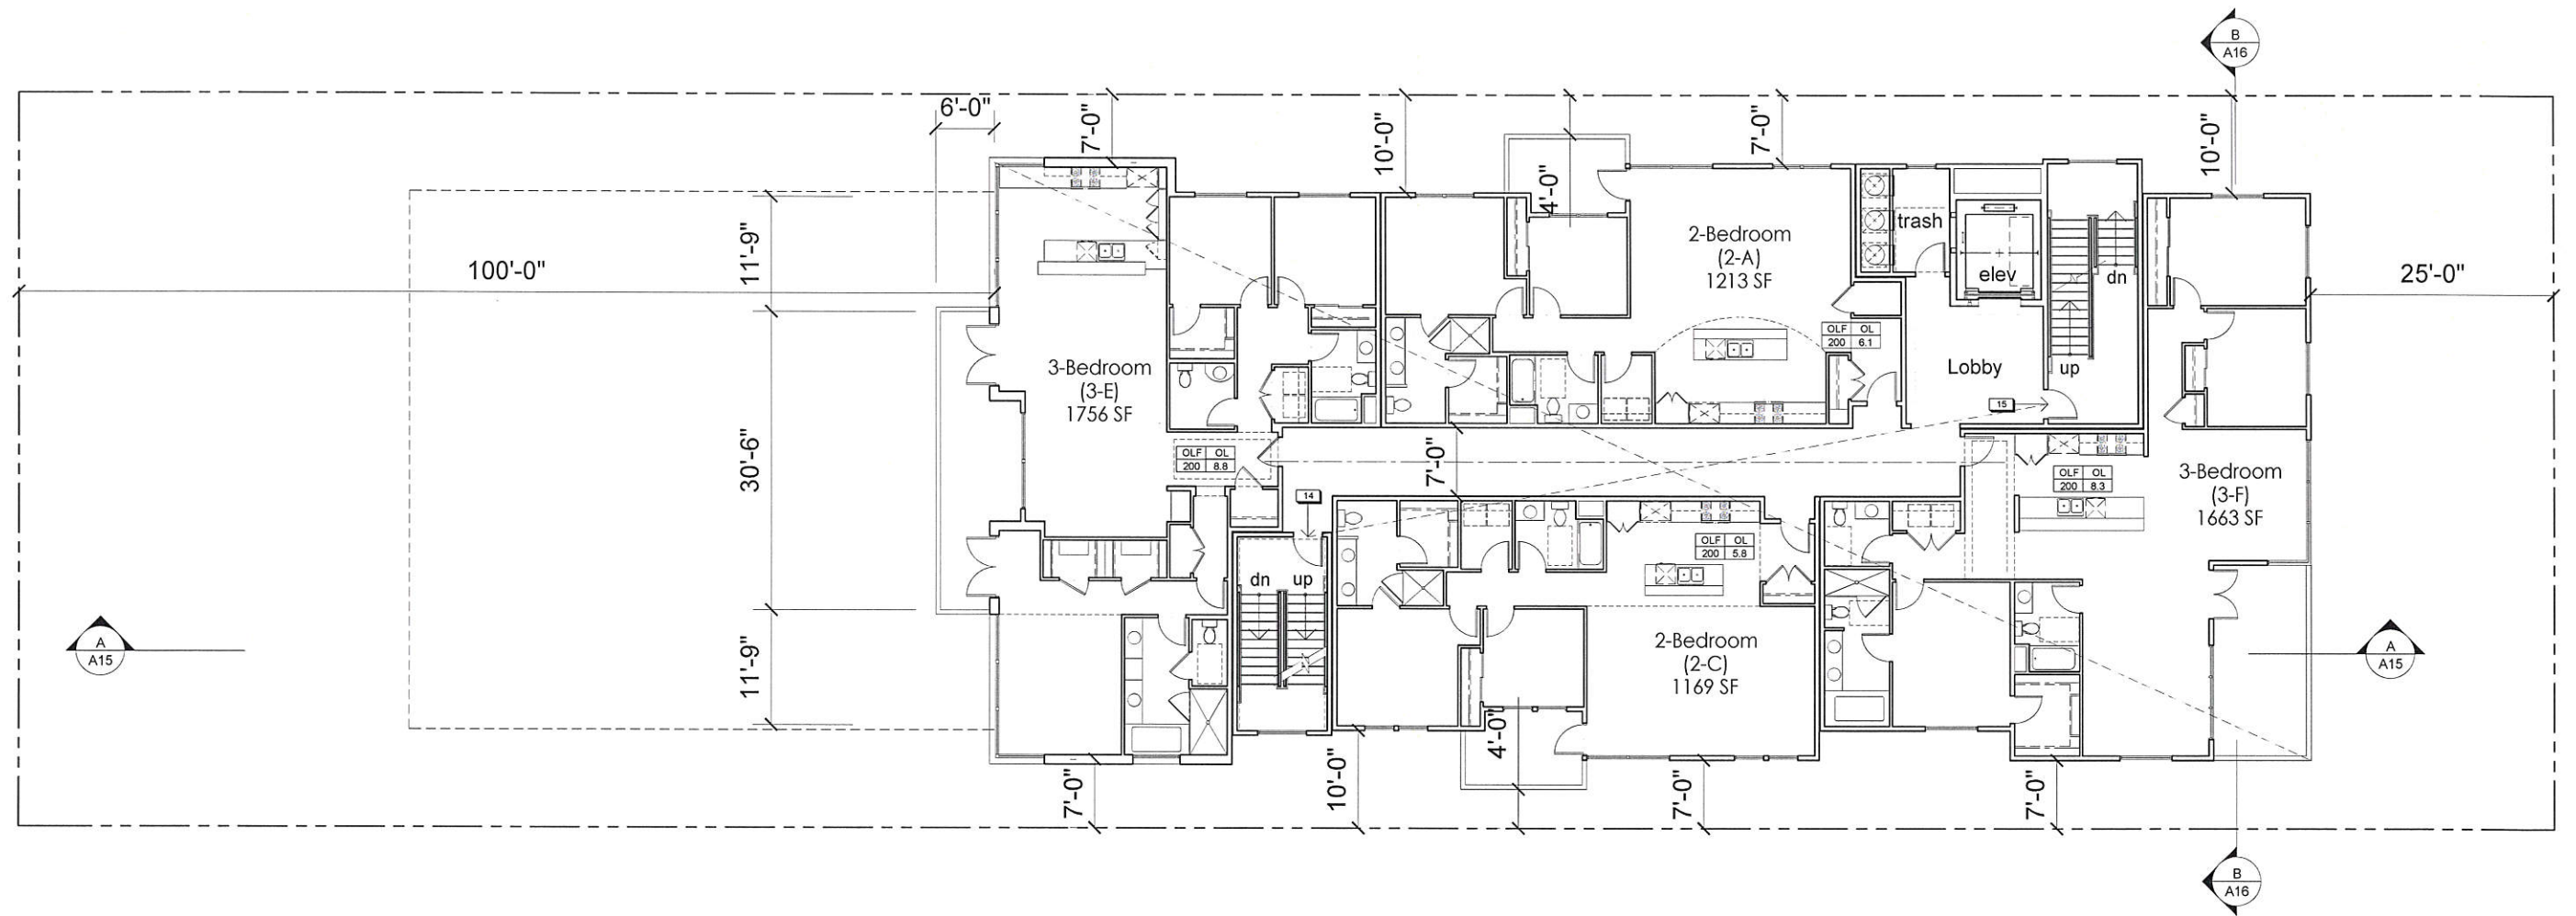 B
A16
6'-0"
7'-0"
10'-0"
4'-0"
7'-0"
10'-0"
100'-0"
11'-9"
30'-6"
11'-9"
25'-0"
3-Bedroom
(3-E)
1756 SF
OLF OL
200 8.8
2-Bedroom
(2-A)
1213 SF
OLF OL
200 6.1
trash
elev
dn
up
Lobby
15
7'-0"
14
dn up
OLF OL
200 5.8
2-Bedroom
(2-C)
1169 SF
OLF OL
200 8.3
3-Bedroom
(3-F)
1663 SF
A
A15
A
A15
7'-0"
10'-0"
4'-0"
7'-0"
7'-0"
B
A16